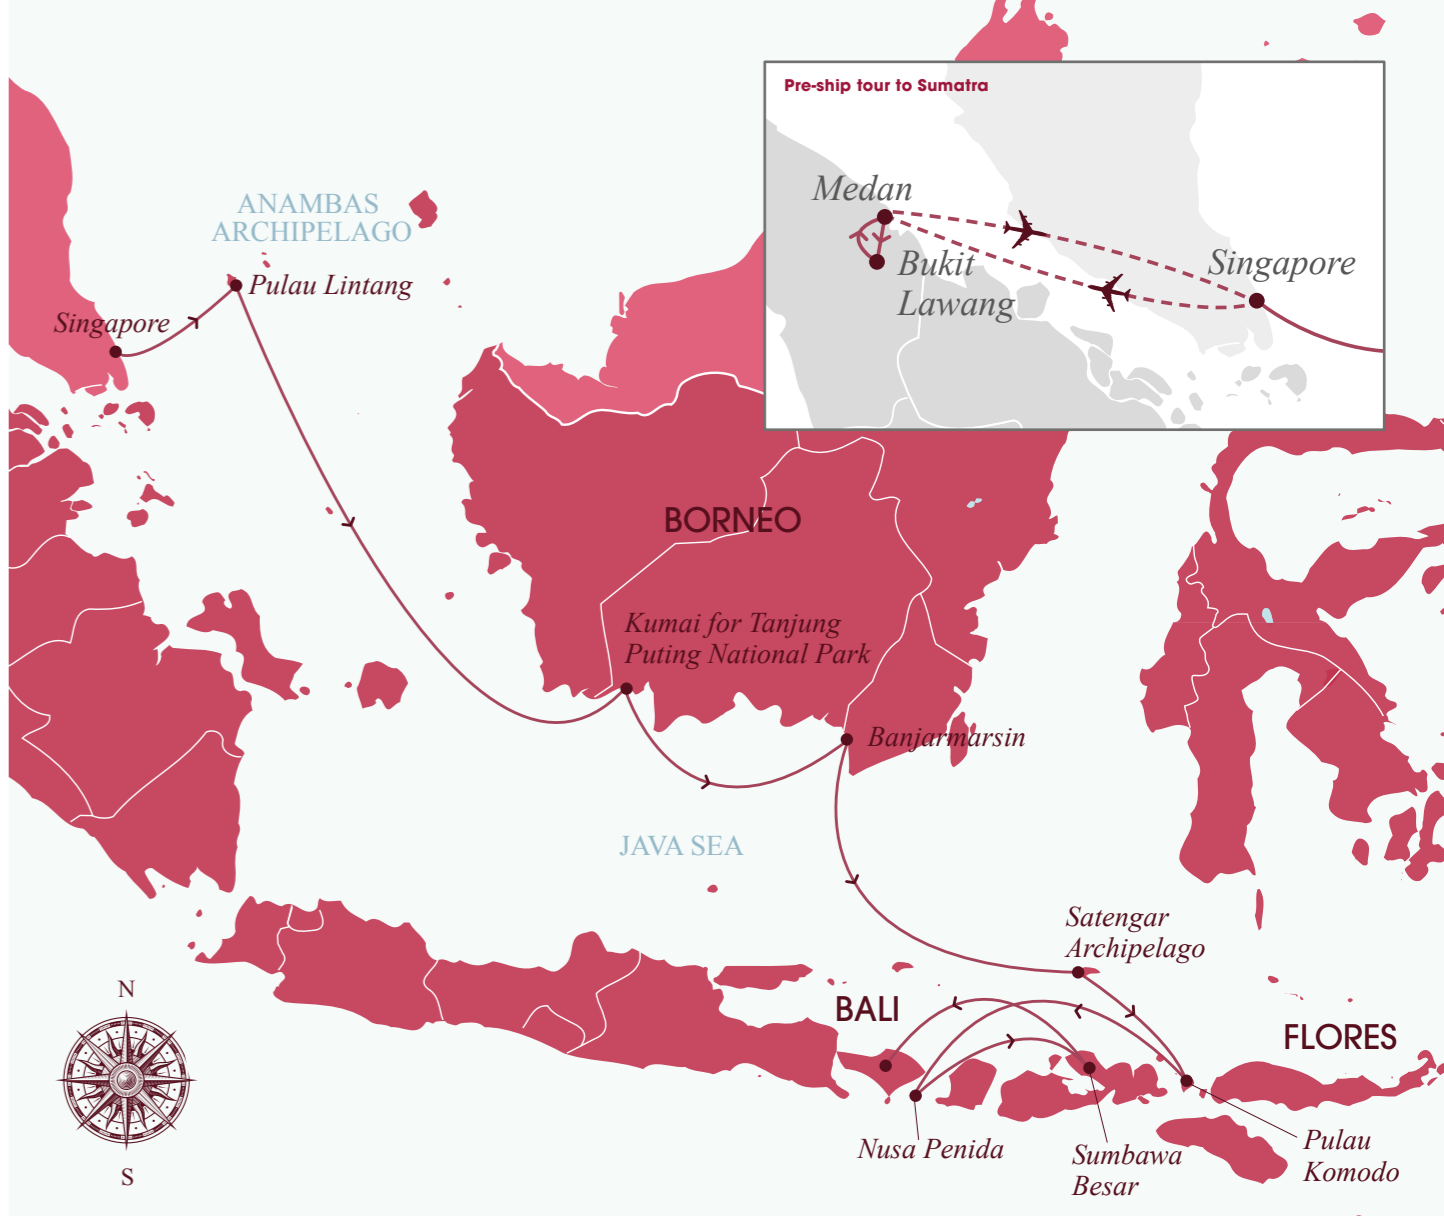 Pre-ship tour to Sumatra
Medan
Bukit
Lawang
Singapore
ANAMBAS
ARCHIPELAGO
Pulau Lintang
Singapore
BORNEO
Kumai for Tanjung
Puting National Park
Banjarmarsin
JAVA SEA
Satengar
Archipelago
BALI
FLORES
Nusa Penida
Sumbawa
Besar
Pulau
Komodo
N
S